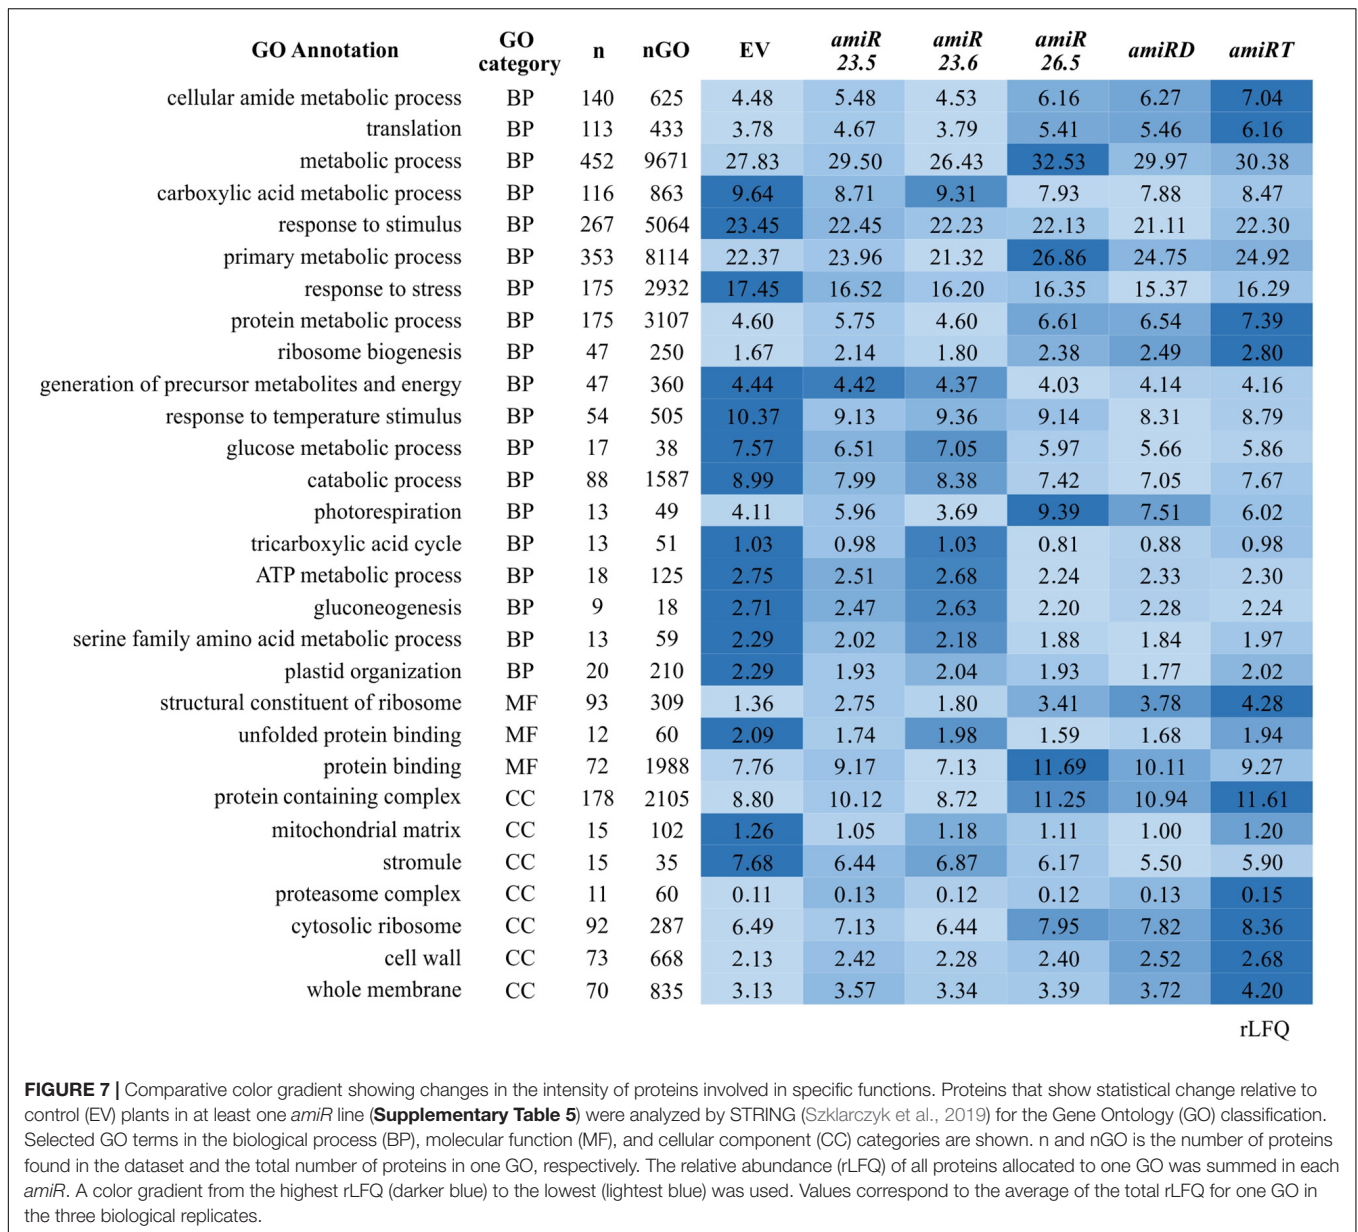 GO Annotation GO category n nGO EV amiR 23.5 amiR 23.6 amiR 26.5 amiRD amiRT
cellular amide metabolic process BP 140 625 4.48 5.48 4.53 6.16 6.27 7.04
translation BP 113 433 3.78 4.67 3.79 5.41 5.46 6.16
metabolic process BP 452 9671 27.83 29.50 26.43 32.53 29.97 30.38
carboxylic acid metabolic process BP 116 863 9.64 8.71 9.31 7.93 7.88 8.47
response to stimulus BP 267 5064 23.45 22.45 22.23 22.13 21.11 22.30
primary metabolic process BP 353 8114 22.37 23.96 21.32 26.86 24.75 24.92
response to stress BP 175 2932 17.45 16.52 16.20 16.35 15.37 16.29
protein metabolic process BP 175 3107 4.60 5.75 4.60 6.61 6.54 7.39
ribosome biogenesis BP 47 250 1.67 2.14 1.80 2.38 2.49 2.80
generation of precursor metabolites and energy BP 47 360 4.44 4.42 4.37 4.03 4.14 4.16
response to temperature stimulus BP 54 505 10.37 9.13 9.36 9.14 8.31 8.79
glucose metabolic process BP 17 38 7.57 6.51 7.05 5.97 5.66 5.86
catabolic process BP 88 1587 8.99 7.99 8.38 7.42 7.05 7.67
photorespiration BP 13 49 4.11 5.96 3.69 9.39 7.51 6.02
tricarboxylic acid cycle BP 13 51 1.03 0.98 1.03 0.81 0.88 0.98
ATP metabolic process BP 18 125 2.75 2.51 2.68 2.24 2.33 2.30
gluconeogenesis BP 9 18 2.71 2.47 2.63 2.20 2.28 2.24
serine family amino acid metabolic process BP 13 59 2.29 2.02 2.18 1.88 1.84 1.97
plastid organization BP 20 210 2.29 1.93 2.04 1.93 1.77 2.02
structural constituent of ribosome MF 93 309 1.36 2.75 1.80 3.41 3.78 4.28
unfolded protein binding MF 12 60 2.09 1.74 1.98 1.59 1.68 1.94
protein binding MF 72 1988 7.76 9.17 7.13 11.69 10.11 9.27
protein containing complex CC 178 2105 8.80 10.12 8.72 11.25 10.94 11.61
mitochondrial matrix CC 15 102 1.26 1.05 1.18 1.11 1.00 1.20
stromule CC 15 35 7.68 6.44 6.87 6.17 5.50 5.90
proteasome complex CC 11 60 0.11 0.13 0.12 0.12 0.13 0.15
cytosolic ribosome CC 92 287 6.49 7.13 6.44 7.95 7.82 8.36
cell wall CC 73 668 2.13 2.42 2.28 2.40 2.52 2.68
whole membrane CC 70 835 3.13 3.57 3.34 3.39 3.72 4.20
rLFQ
FIGURE 7 | Comparative color gradient showing changes in the intensity of proteins involved in specific functions. Proteins that show statistical change relative to
control (EV) plants in at least one amiR line (Supplementary Table 5) were analyzed by STRING (Szklarczyk et al., 2019) for the Gene Ontology (GO) classification.
Selected GO terms in the biological process (BP), molecular function (MF), and cellular component (CC) categories are shown. n and nGO is the number of proteins
found in the dataset and the total number of proteins in one GO, respectively. The relative abundance (rLFQ) of all proteins allocated to one GO was summed in each
amiR. A color gradient from the highest rLFQ (darker blue) to the lowest (lightest blue) was used. Values correspond to the average of the total rLFQ for one GO in
the three biological replicates.